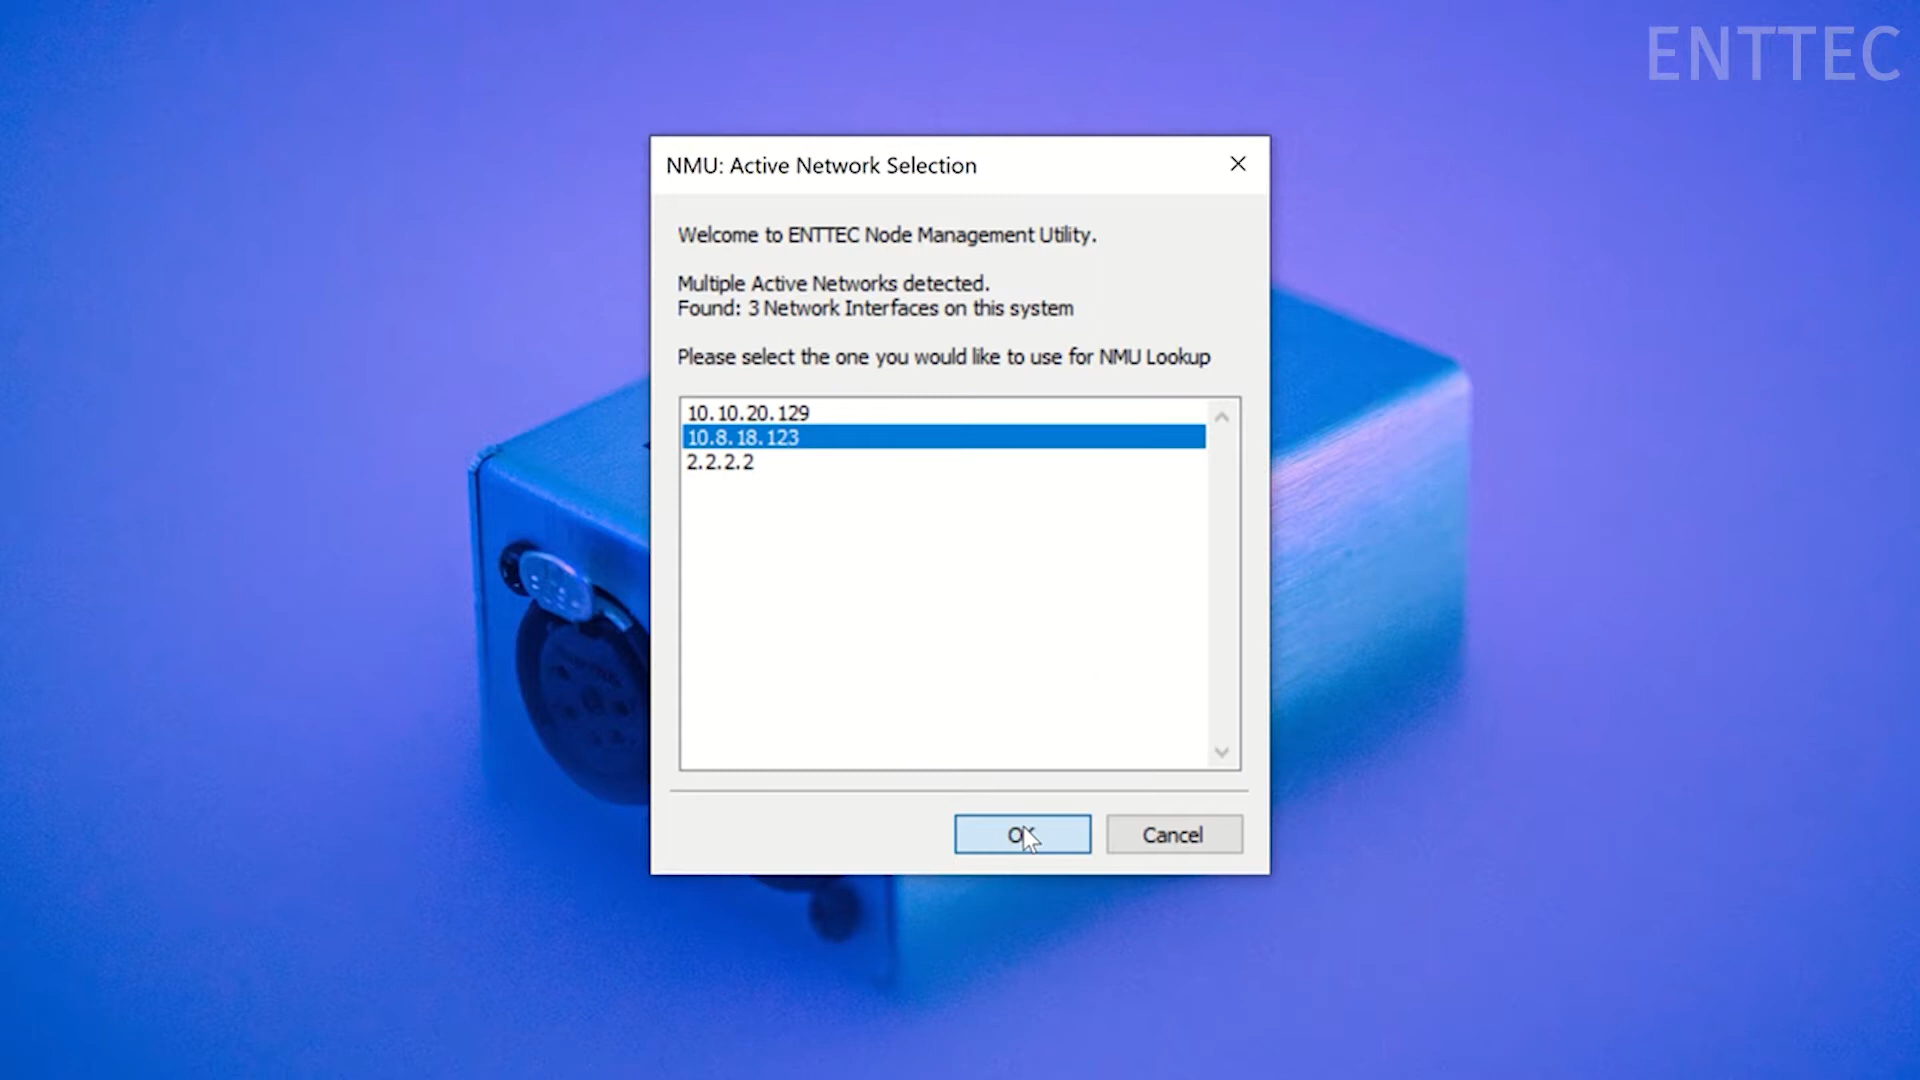 ENTTEC
NMU: Active Network Selection
Welcome to ENTTEC Node Management Utility.
Multiple Active Networks detected.
Found: 3 Network Interfaces on this system
Please select the one you would like to use for NMU Lookup
10.10.20.129
10.8.18.123
2.2.2.2
OK
Cancel